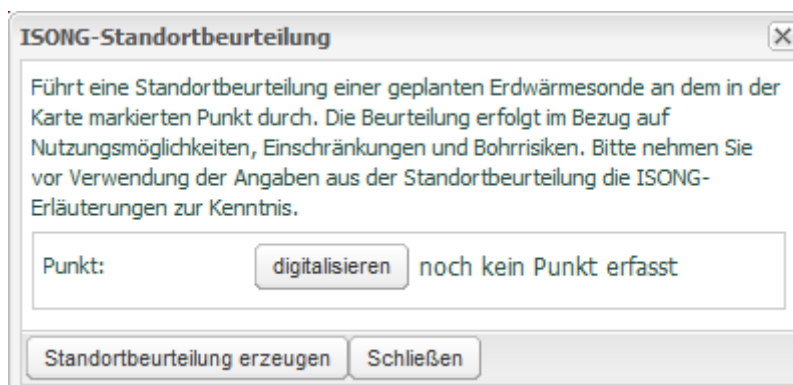 ISONG-Standortbeurteilung
Führt eine Standortbeurteilung einer geplanten Erdwärmesonde an dem in der
Karte markierten Punkt durch. Die Beurteilung erfolgt im Bezug auf
Nutzungsmöglichkeiten, Einschränkungen und Bohrrisiken. Bitte nehmen Sie
vor Verwendung der Angaben aus der Standortbeurteilung die ISONG-
Erläuterungen zur Kenntnis.
Punkt: digitalisieren noch kein Punkt erfasst
Standortbeurteilung erzeugen Schließen